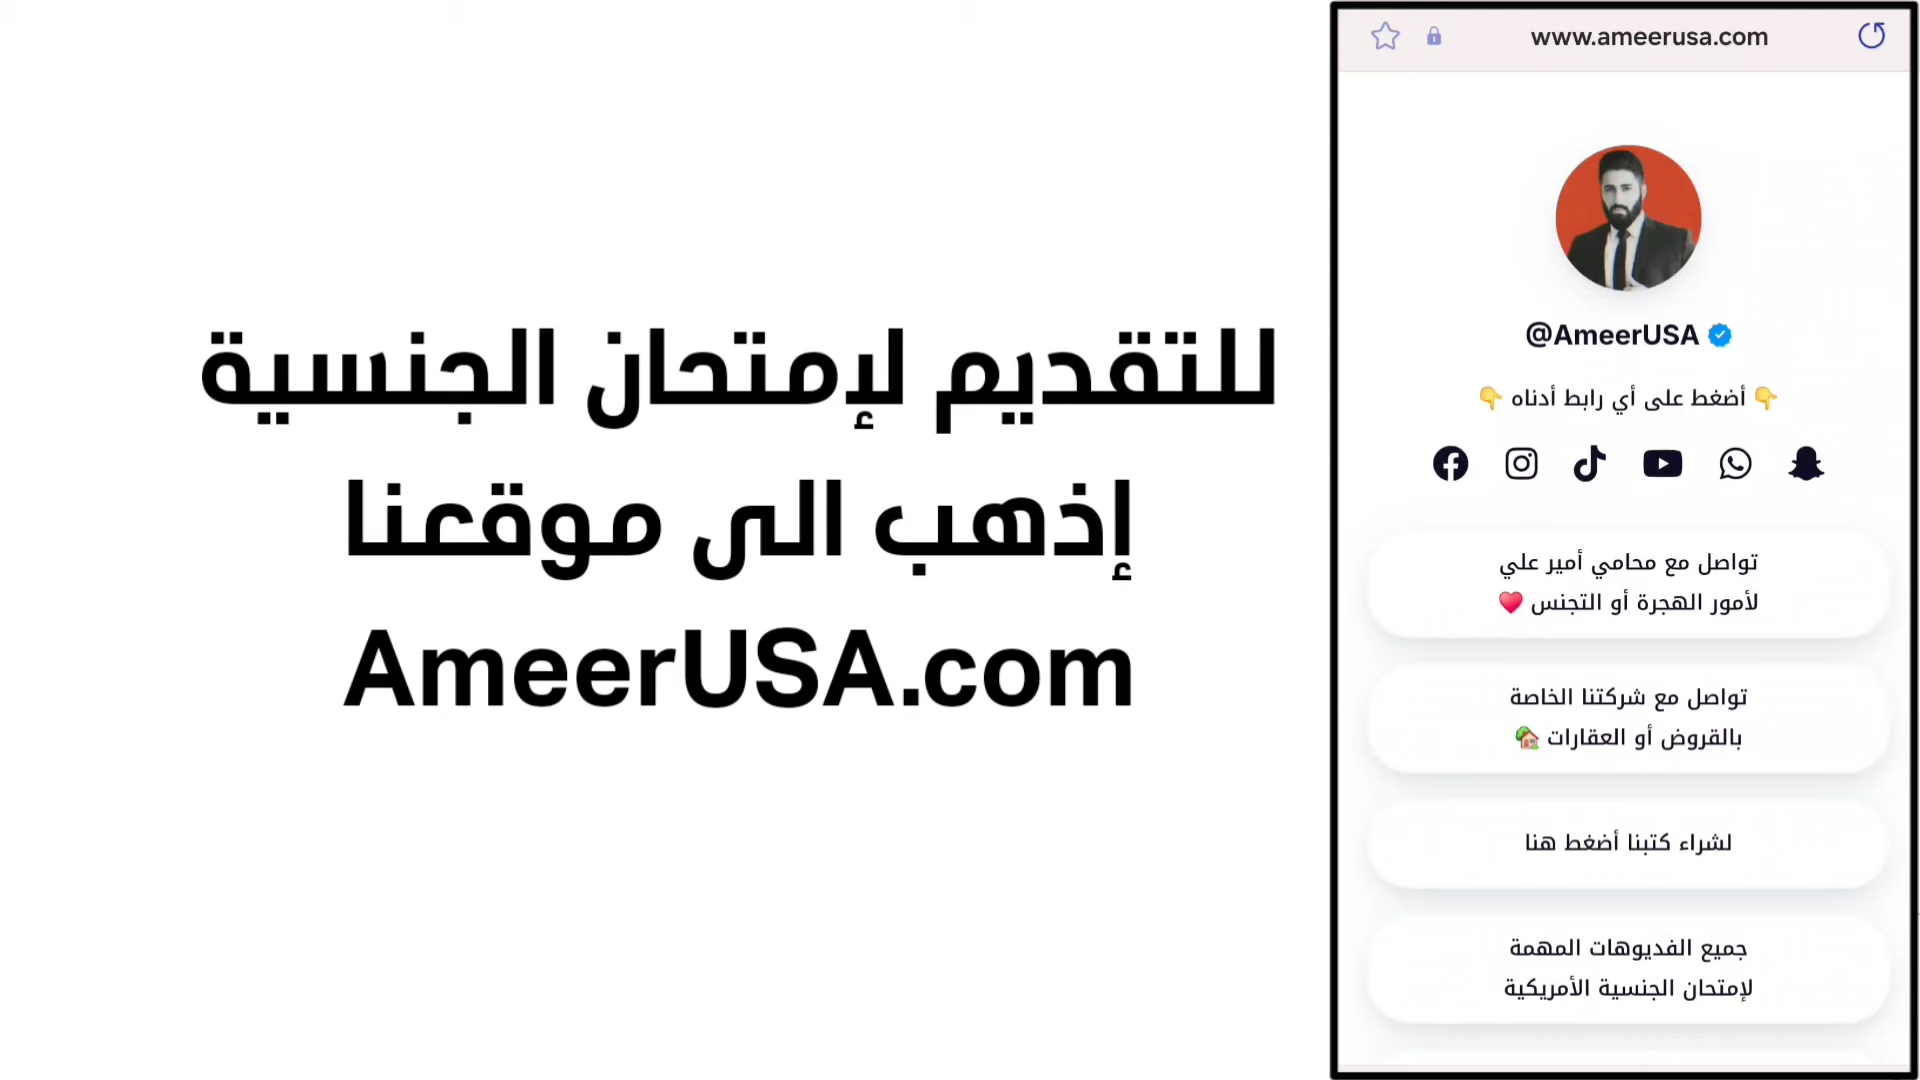 للتقديم لإمتحان الجنسية
إذهب الى موقعنا
AmeerUSA.com
www.ameerusa.com
@AmeerUSA
👇 أضغط على أي رابط أدناه 👇
تواصل مع محامي أمير علي
لأمور الهجرة أو التجنس ♥️
تواصل مع شركتنا الخاصة
بالقروض أو العقارات 🏡
لشراء كتبنا أضغط هنا
جميع الفديوهات المهمة
لإمتحان الجنسية الأمريكية